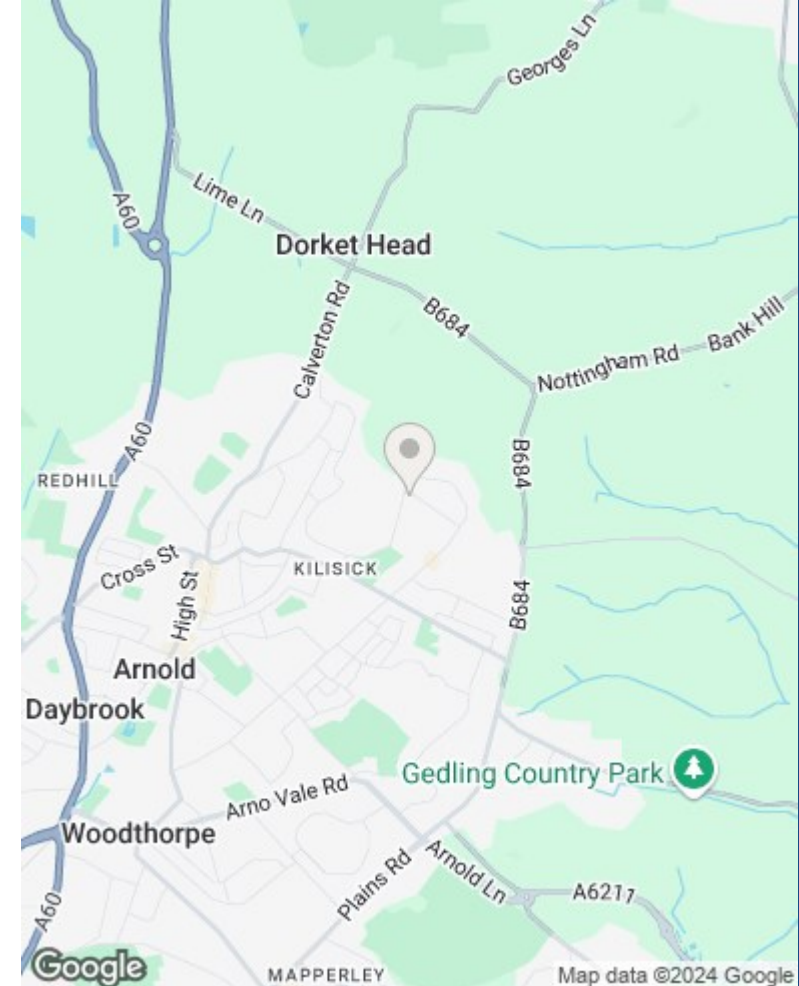 Georges Ln
A60
Lime Ln
Dorket Head
Calverton Rd
B684
Nottingham Rd
Bank Hill
A60
B684
REDHILL
Cross St
High St
KILISICK
B684
Arnold
Daybrook
Gedling Country Park
Arno Vale Rd
Woodthorpe
Plains Rd
Arnold Ln
A6211
A60
Google
MAPPERLEY
Map data ©2024 Google